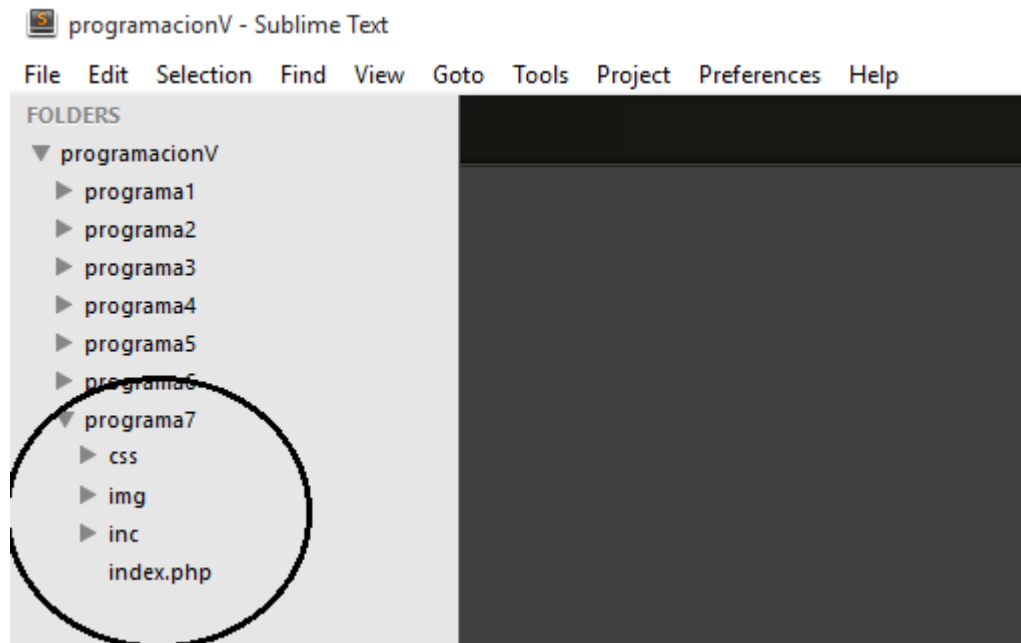 programacionV - Sublime Text
File Edit Selection Find View Goto Tools Project Preferences Help
FOLDERS
programacionV
programa1
programa2
programa3
programa4
programa5
programa6
programa7
css
img
inc
index.php